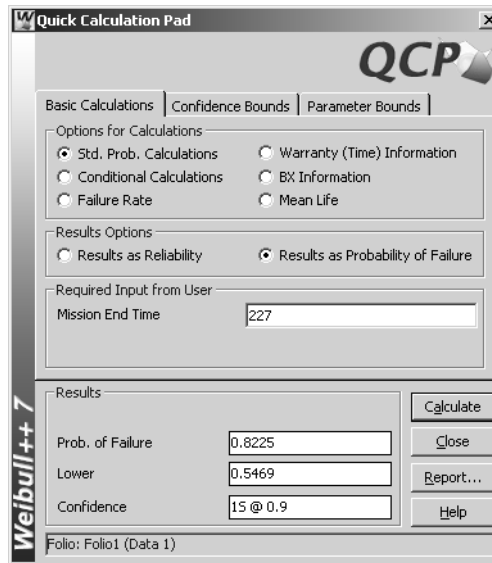 Quick Calculation Pad
QCP
Basic Calculations Confidence Bounds Parameter Bounds
Options for Calculations
Std. Prob. Calculations Warranty (Time) Information
Conditional Calculations BX Information
Failure Rate Mean Life
Results Options
Results as Reliability Results as Probability of Failure
Required Input from User
Mission End Time 227
Results
Calculate
Prob. of Failure 0.8225 Close
Lower 0.5469 Report...
Confidence 1S @ 0.9 Help
Weibull++ 7
Folio: Folio1 (Data 1)